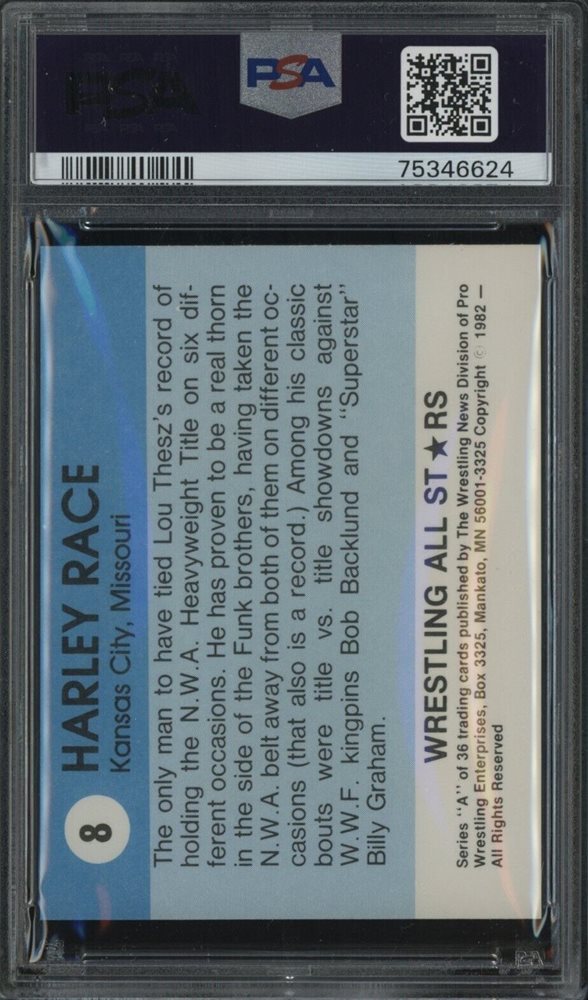 PSA
PSA
PSA PSA PSA
75346624
8
HARLEY RACE
Kansas City, Missouri
The only man to have tied Lou Thesz's record of
holding the N.W.A. Heavyweight Title on six dif-
ferent occasions. He has proven to be a real thorn
in the side of the Funk brothers, having taken the
N.W.A. belt away from both of them on different oc-
casions (that also is a record.) Among his classic
bouts were title vs. title showdowns against
W.W.F. kingpins Bob Backlund and "Superstar"
Billy Graham.
WRESTLING ALL ST★RS
Series "A" of 36 trading cards published by The Wrestling News Division of Pro
Wrestling Enterprises, Box 3325, Mankato, MN 56001-3325 Copyright © 1982 —
All Rights Reserved